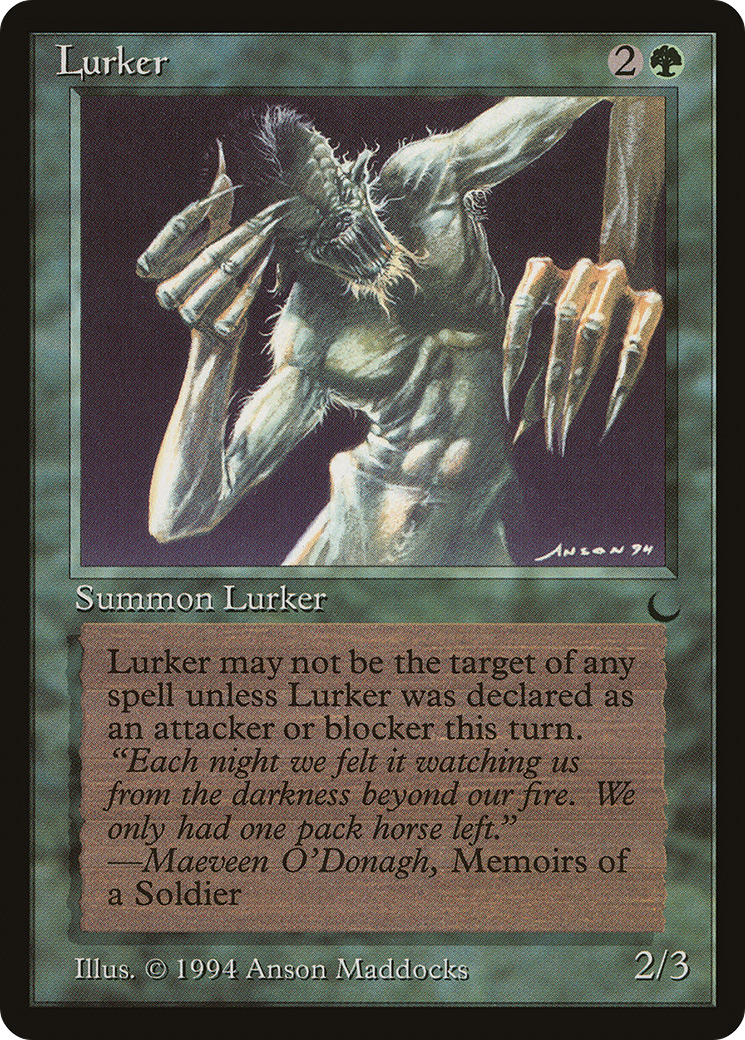 Lurker 2
ANSON 94
Summon Lurker
Lurker may not be the target of any
spell unless Lurker was declared as
an attacker or blocker this turn.
“Each night we felt it watching us
from the darkness beyond our fire. We
only had one pack horse left.”
—Maeveen O’Donagh, Memoirs of
a Soldier
Illus. © 1994 Anson Maddocks 2/3